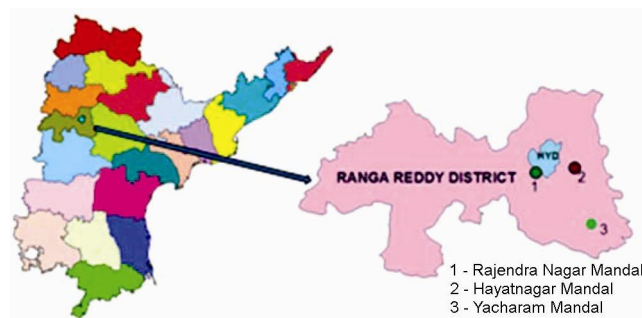 HYD
RANGA REDDY DISTRICT
1
2
3
1 - Rajendra Nagar Mandal
2 - Hayatnagar Mandal
3 - Yacharam Mandal